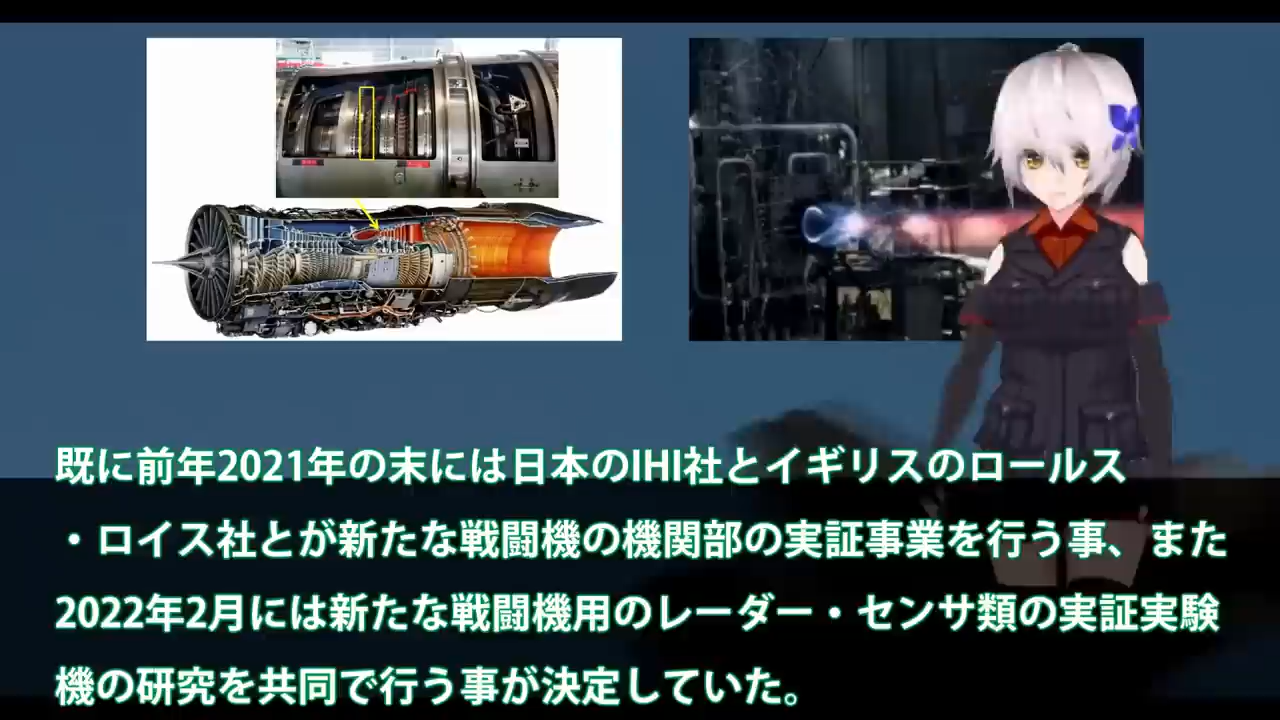 既に前年2021年の末には日本のIHI社とイギリスのロールス
・ロイス社とが新たな戦闘機の機関部の実証事業を行う事、また
2022年2月には新たな戦闘機用のレーダー・センサ類の実証実験
機の研究を共同で行う事が決定していた。